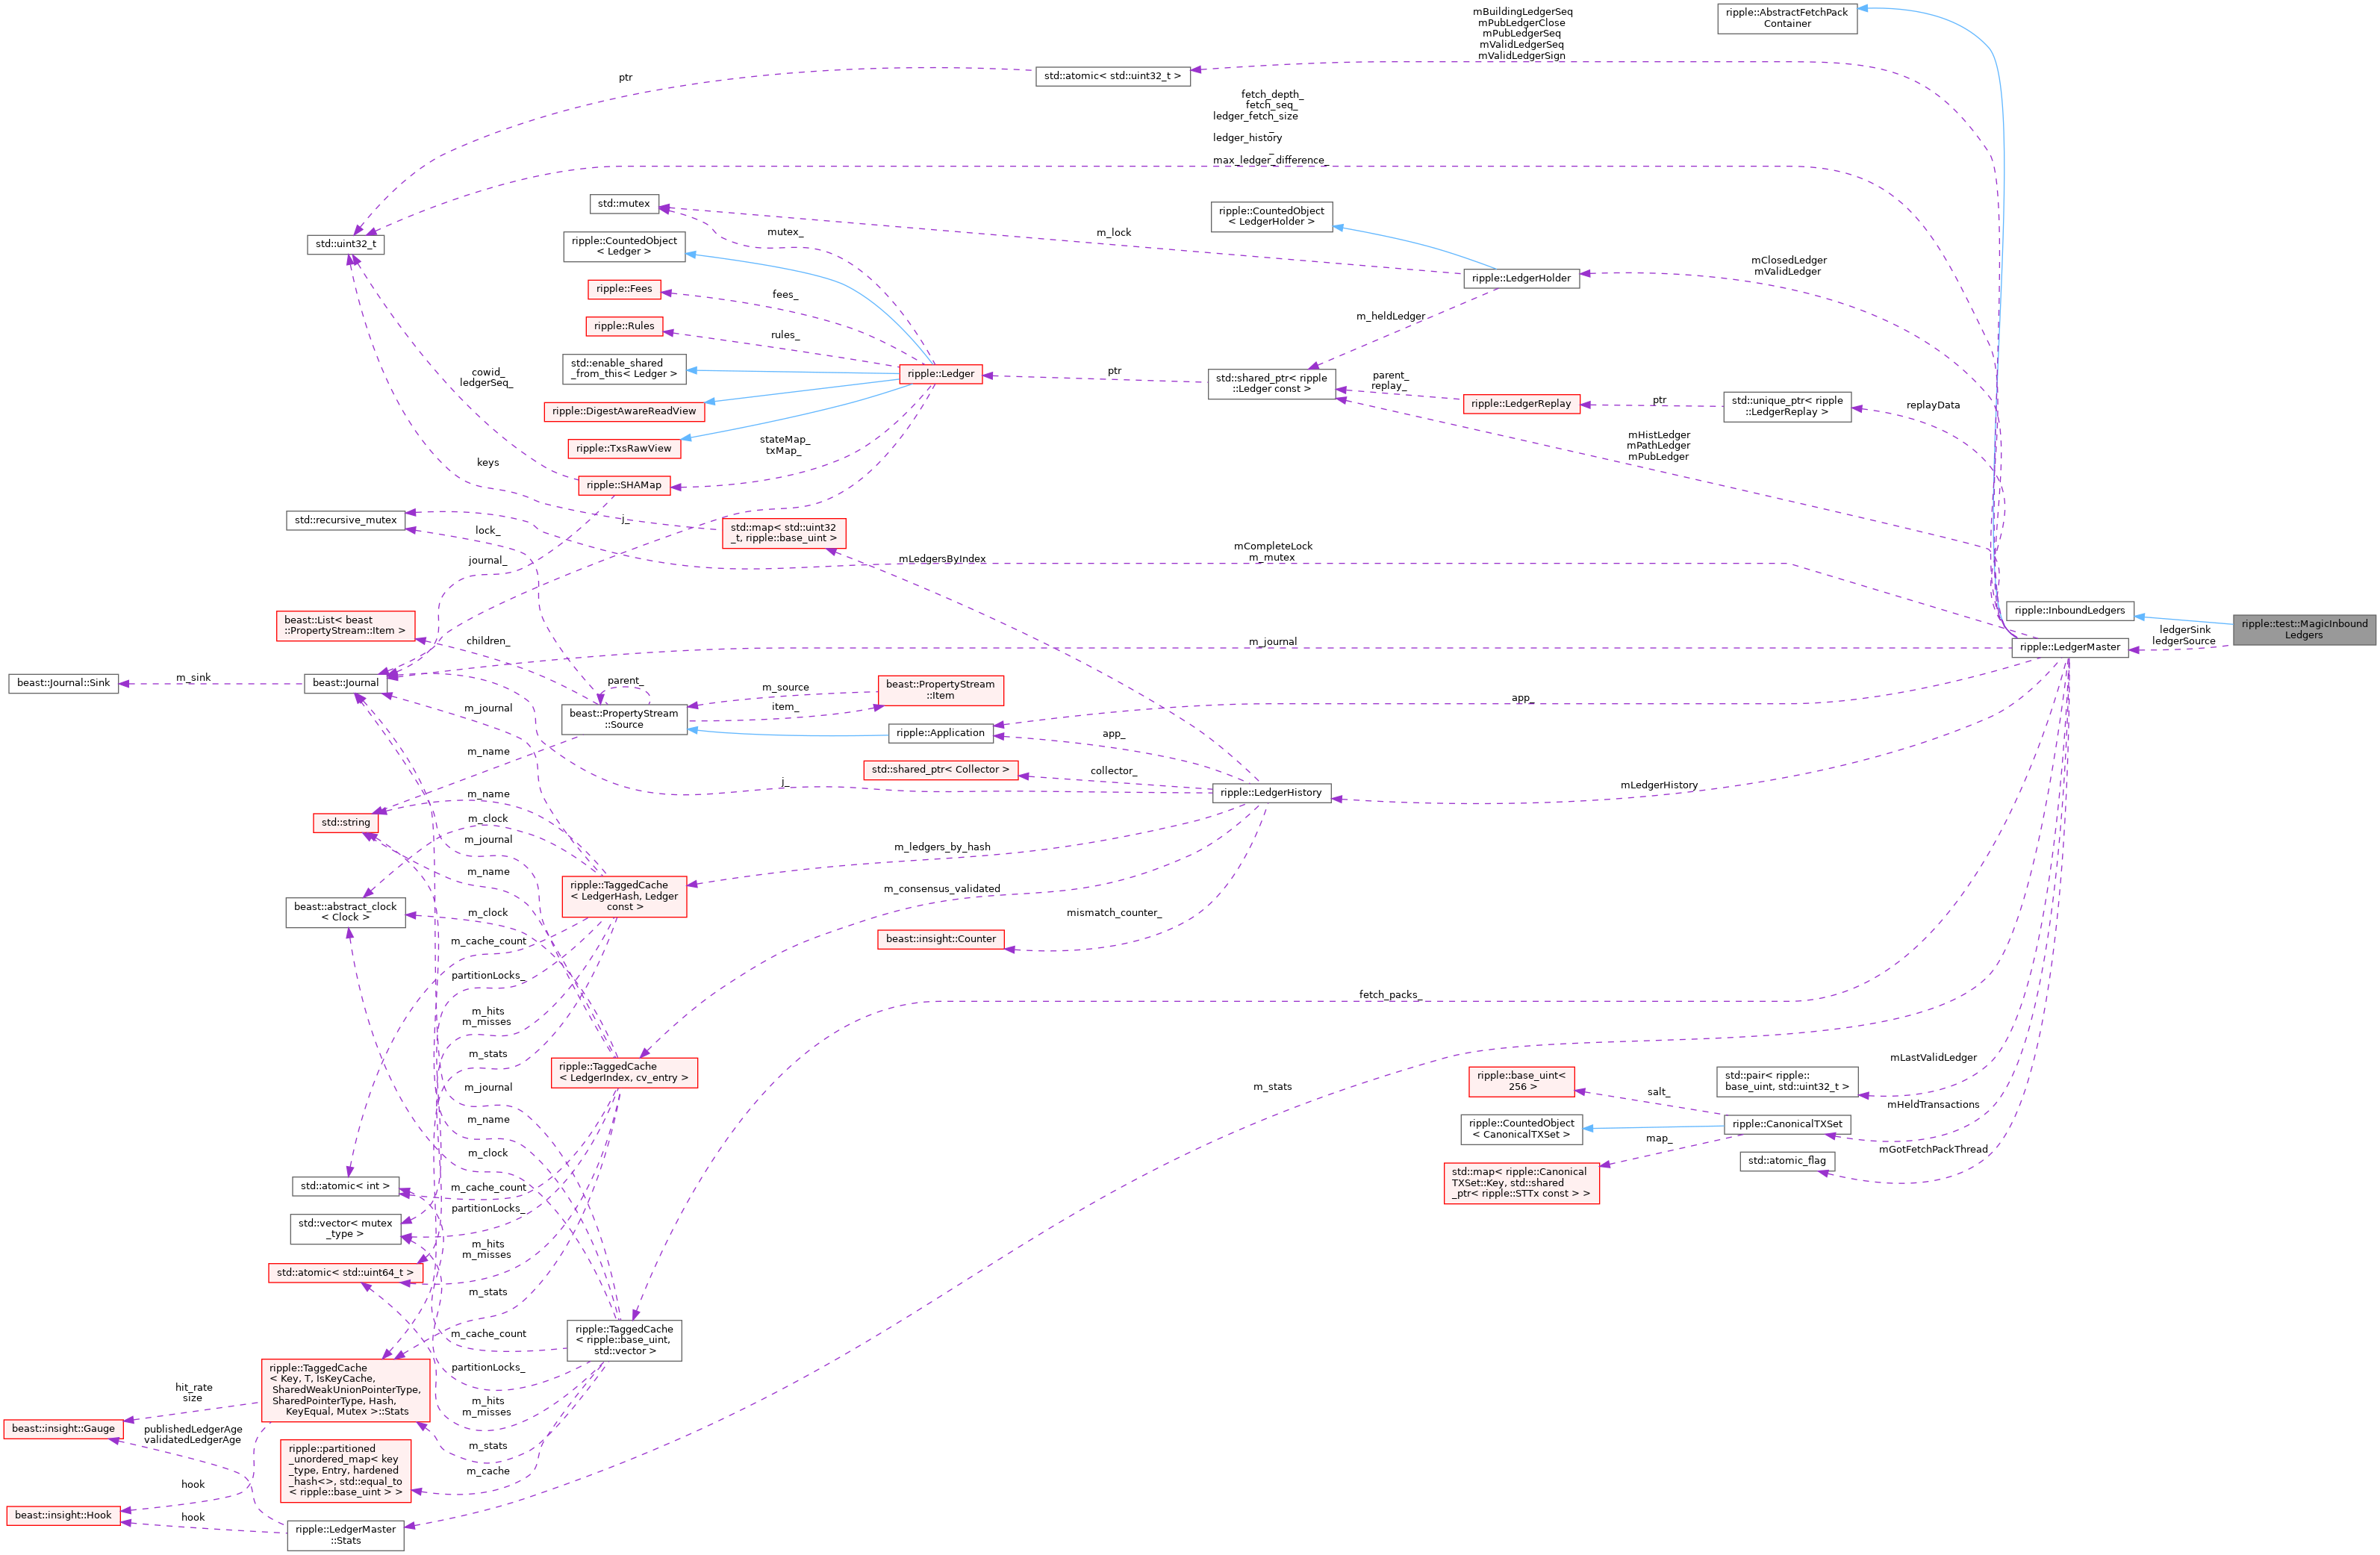 mBuildingLedgerSeq
mPubLedgerClose
mPubLedgerSeq
mValidLedgerSeq
mValidLedgerSign
ripple::AbstractFetchPack
Container
ptr
std::atomic< std::uint32_t >
fetch_depth_
fetch_seq_
ledger_fetch_size
_
ledger_history
_
max_ledger_difference_
std::mutex
ripple::CountedObject
< LedgerHolder >
std::uint32_t
mutex_
m_lock
ripple::CountedObject
< Ledger >
mClosedLedger
mValidLedger
ripple::LedgerHolder
ripple::Fees
fees_
m_heldLedger
ripple::Rules
rules_
cowid_
ledgerSeq_
std::enable_shared
_from_this< Ledger >
ripple::Ledger
ptr
std::shared_ptr< ripple
::Ledger const >
parent_
replay_
ripple::LedgerReplay
ptr
std::unique_ptr< ripple
::LedgerReplay >
replayData
ripple::DigestAwareReadView
ripple::TxsRawView
stateMap_
txMap_
mHistLedger
mPathLedger
mPubLedger
keys
ripple::SHAMap
std::recursive_mutex
lock_
j_
std::map< std::uint32
_t, ripple::base_uint >
journal_
mLedgersByIndex
mCompleteLock
m_mutex
beast::List< beast
::PropertyStream::Item >
children_
m_journal
ripple::InboundLedgers
ripple::LedgerMaster
ledgerSink
ledgerSource
ripple::test::MagicInbound
Ledgers
beast::Journal::Sink
m_sink
beast::Journal
parent_
m_source
beast::PropertyStream
::Item
item_
app_
m_journal
beast::PropertyStream
::Source
ripple::Application
app_
m_name
std::shared_ptr< Collector >
collector_
j_
ripple::LedgerHistory
mLedgerHistory
m_name
std::string
m_clock
m_journal
m_ledgers_by_hash
m_name
ripple::TaggedCache
< LedgerHash, Ledger
const >
m_consensus_validated
beast::abstract_clock
< Clock >
m_clock
mismatch_counter_
m_cache_count
beast::insight::Counter
partitionLocks_
fetch_packs_
m_hits
m_misses
m_stats
ripple::TaggedCache
< LedgerIndex, cv_entry >
m_journal
m_stats
mLastValidLedger
ripple::base_uint<
256 >
salt_
std::pair< ripple::
base_uint, std::uint32_t >
m_name
mHeldTransactions
ripple::CountedObject
< CanonicalTXSet >
ripple::CanonicalTXSet
map_
m_clock
mGotFetchPackThread
std::atomic_flag
std::map< ripple::Canonical
TXSet::Key, std::shared
_ptr< ripple::STTx const > >
std::atomic< int >
m_cache_count
partitionLocks_
std::vector< mutex
_type >
m_hits
m_misses
std::atomic< std::uint64_t >
m_stats
m_cache_count
ripple::TaggedCache
< ripple::base_uint,
std::vector >
partitionLocks_
ripple::TaggedCache
< Key, T, IsKeyCache,
SharedWeakUnionPointerType,
SharedPointerType, Hash,
KeyEqual, Mutex >::Stats
hit_rate
size
m_hits
m_misses
beast::insight::Gauge
publishedLedgerAge
validatedLedgerAge
m_stats
ripple::partitioned
_unordered_map< key
_type, Entry, hardened
_hash<>, std::equal_to
< ripple::base_uint > >
m_cache
hook
beast::insight::Hook
hook
ripple::LedgerMaster
::Stats